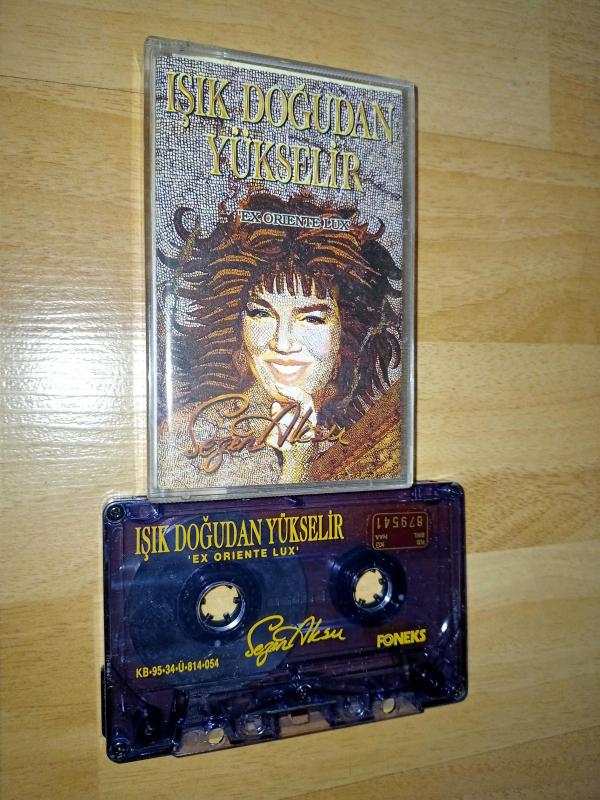 IŞIK DOĞUDAN
YÜKSELİR
EX ORIENTE LUX
Sezen Aksu
IŞIK DOĞUDAN YÜKSELİR
'EX ORIENTE LUX'
879541
Sezen Aksu
FONEKS
KB•95•34•Ü•814•054